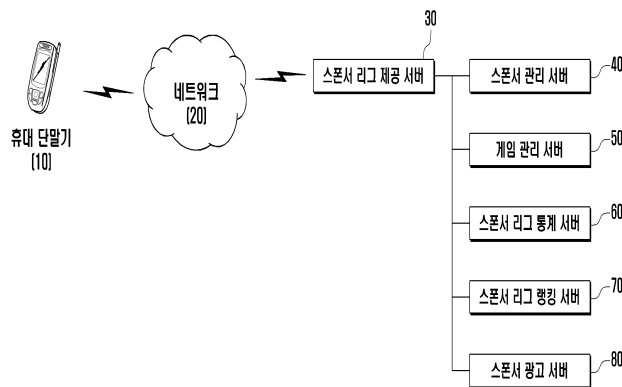 30
스폰서 리그 제공 서버
스폰서 관리 서버
40
네트워크
(20)
휴대 단말기
(10)
게임 관리 서버
50
스폰서 리그 통계 서버
60
스폰서 리그 랭킹 서버
70
스폰서 광고 서버
80